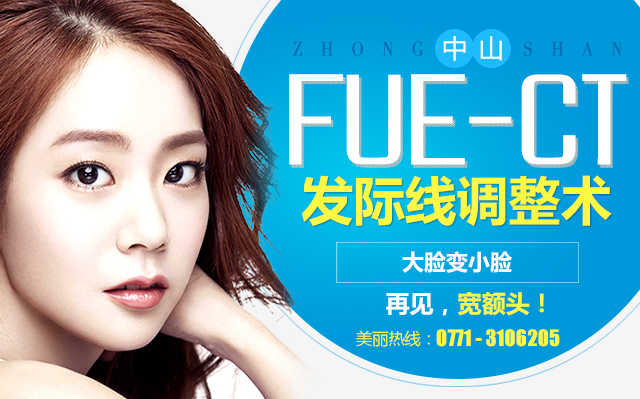 ZHONG 中山 SHAN
FUE-CT
发际线调整术
大脸变小脸
再见，宽额头！
美丽热线：0771-3106205